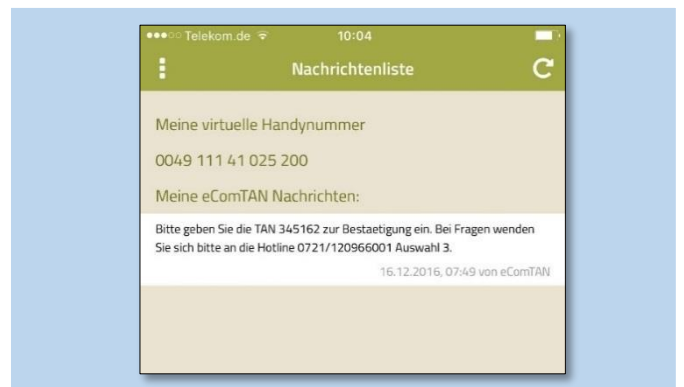 Telekom.de 10:04
Nachrichtenliste
Meine virtuelle Handynummer
0049 111 41 025 200
Meine eComTAN Nachrichten:
Bitte geben Sie die TAN 345162 zur Bestaetigung ein. Bei Fragen wenden
Sie sich bitte an die Hotline 0721/120966001 Auswahl 3.
16.12.2016, 07:49 von eComTAN